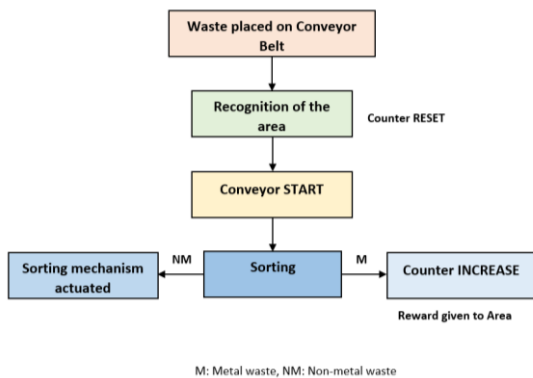 Waste placed on Conveyor
Belt
Recognition of the
area
Counter RESET
Conveyor START
Sorting mechanism
actuated
NM
Sorting
M
Counter INCREASE
Reward given to Area
M: Metal waste, NM: Non-metal waste